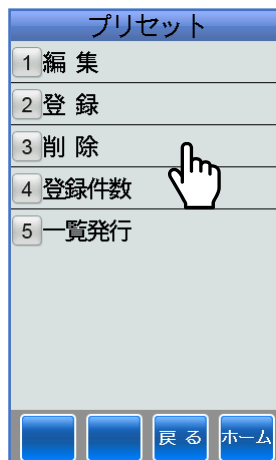 プリセット
1 編 集
2 登 録
3 削 除
4 登録件数
5 一覧発行
戻 る ホーム